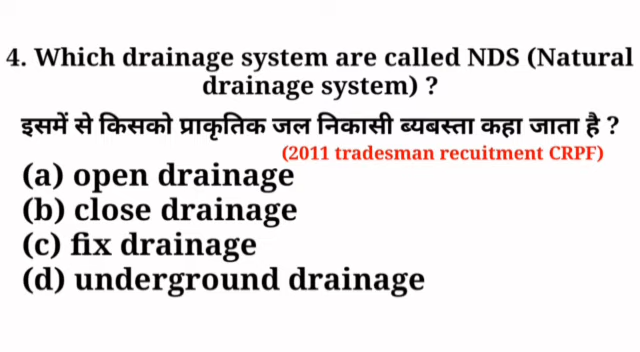 4. Which drainage system are called NDS (Natural
drainage system) ?
इसमें से किसको प्राकृतिक जल निकासी ब्यबस्ता कहा जाता है ?
(2011 tradesman recuitment CRPF)
(a) open drainage
(b) close drainage
(c) fix drainage
(d) underground drainage